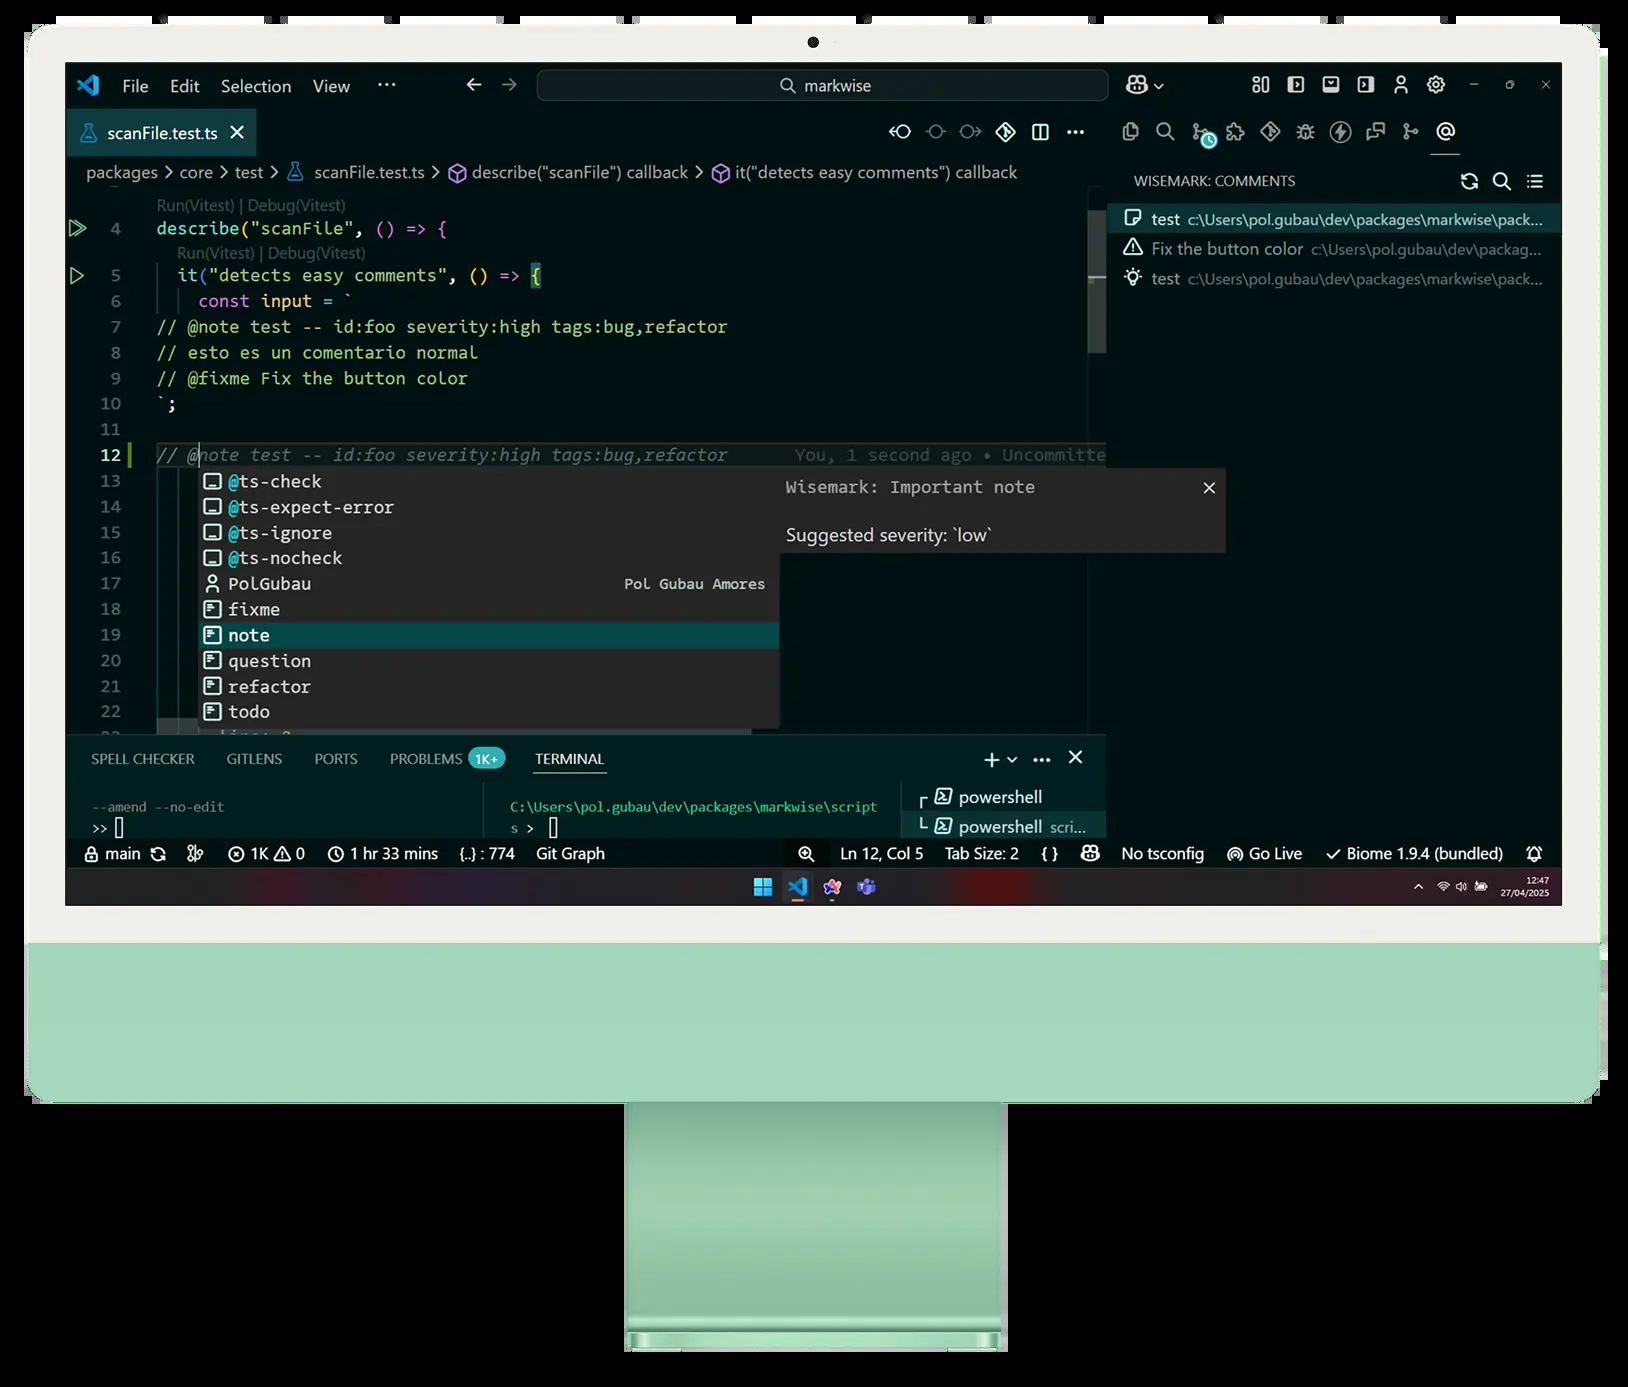 File Edit Selection View ··· markwise
scanFile.test.ts
packages > core > test > scanFile.test.ts > describe("scanFile") callback > it("detects easy comments") callback
Run(Vitest) | Debug(Vitest)
4 describe("scanFile", () => {
Run(Vitest) | Debug(Vitest)
5 it("detects easy comments", () => {
6 const input = `
7 // @note test -- id:foo severity:high tags:bug,refactor
8 // esto es un comentario normal
9 // @fixme Fix the button color
10 `;
11
12 // @note test -- id:foo severity:high tags:bug,refactor You, 1 second ago • Uncommitte
13 @ts-check
14 @ts-expect-error
15 @ts-ignore
16 @ts-nocheck
17 PolGubau Pol Gubau Amores
18 fixme
19 note
20 question
21 refactor
22 todo
Wisemark: Important note
Suggested severity: `low`
WISEMARK: COMMENTS
test c:\Users\pol.gubau\dev\packages\markwise\pack...
Fix the button color c:\Users\pol.gubau\dev\packag...
test c:\Users\pol.gubau\dev\packages\markwise\pack...
SPELL CHECKER GITLENS PORTS PROBLEMS 1K+ TERMINAL
--amend --no-edit
>>
C:\Users\pol.gubau\dev\packages\markwise\script
s >
powershell
powershell scri...
main 1K 0 1 hr 33 mins {..} : 774 Git Graph Ln 12, Col 5 Tab Size: 2 { } No tsconfig Go Live Biome 1.9.4 (bundled)
12:47
27/04/2025